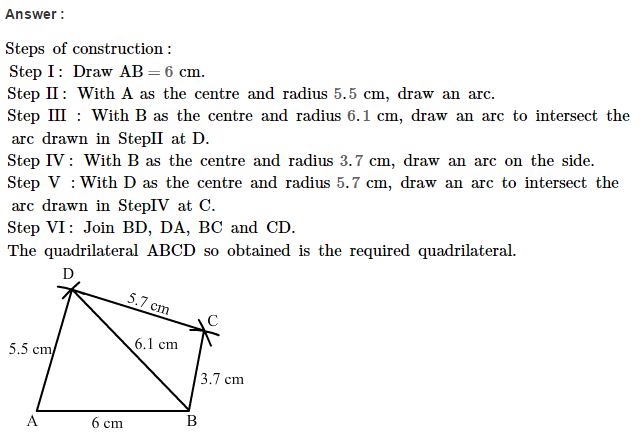 Answer :
Steps of construction :
Step I : Draw AB = 6 cm.
Step II : With A as the centre and radius 5.5 cm, draw an arc.
Step III : With B as the centre and radius 6.1 cm, draw an arc to intersect the
arc drawn in StepII at D.
Step IV : With B as the centre and radius 3.7 cm, draw an arc on the side.
Step V : With D as the centre and radius 5.7 cm, draw an arc to intersect the
arc drawn in StepIV at C.
Step VI : Join BD, DA, BC and CD.
The quadrilateral ABCD so obtained is the required quadrilateral.
D
5.7 cm
C
5.5 cm
6.1 cm
3.7 cm
A
6 cm
B